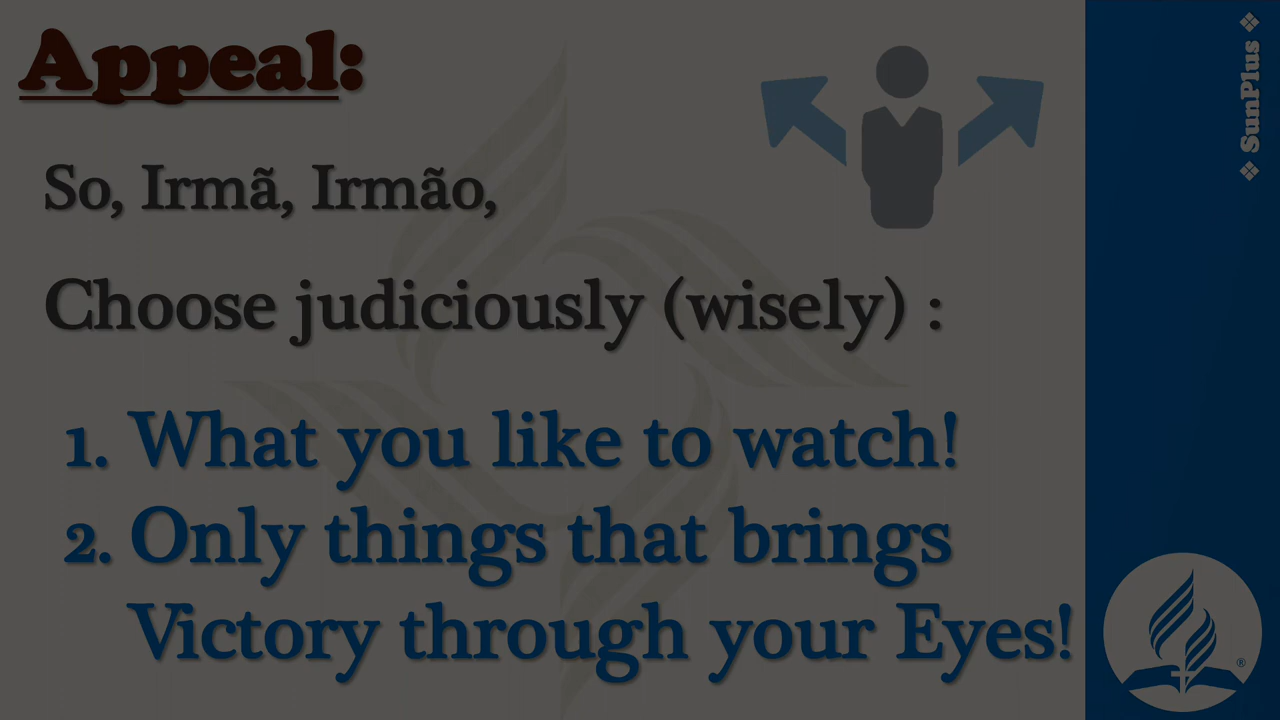 Appeal:
So, Irmã, Irmão,
Choose judiciously (wisely) :
1. What you like to watch!
2. Only things that brings
Victory through your Eyes!
❖ SunPlus ❖
®